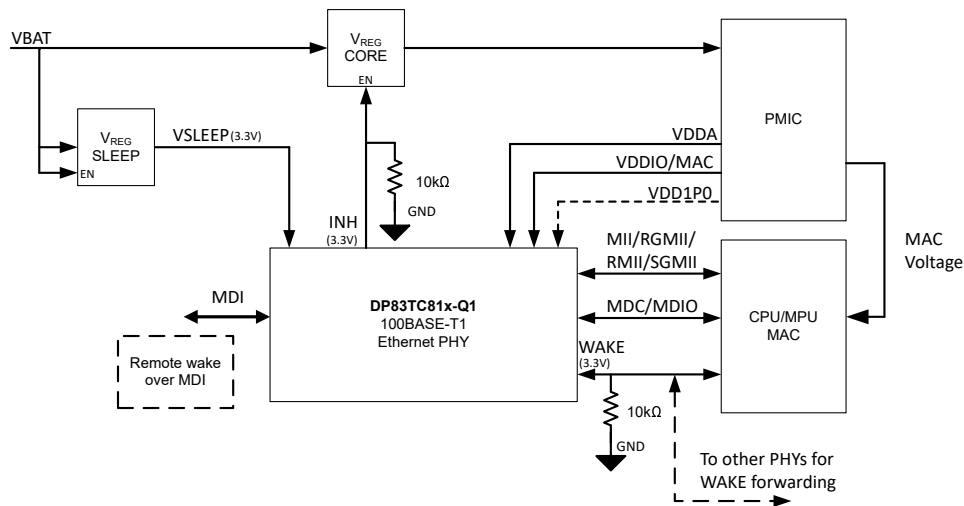 VBAT
VREG
CORE
EN
VREG
SLEEP
EN
VSLEEP(3.3V)
PMIC
VDDA
VDDIO/MAC
VDD1P0
10kΩ
GND
INH
(3.3V)
MAC
Voltage
MII/RGMII/
RMII/SGMII
MDI
DP83TC81x-Q1
100BASE-T1
Ethernet PHY
MDC/MDIO
CPU/MPU
MAC
WAKE
(3.3V)
Remote wake
over MDI
10kΩ
GND
To other PHYs for
WAKE forwarding